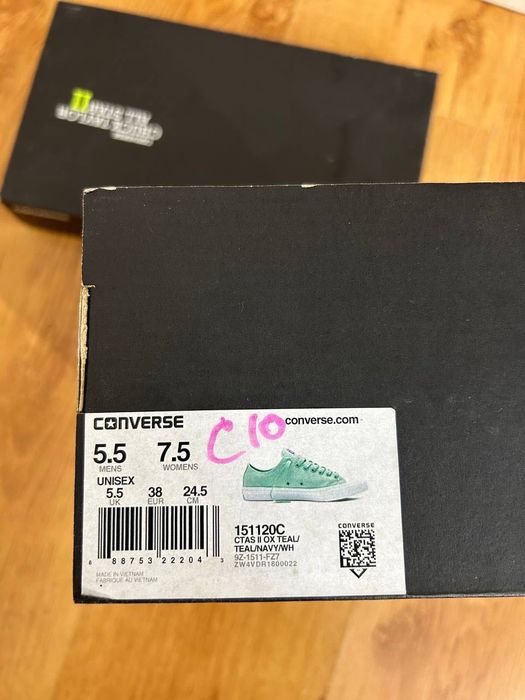 CONVERSE
C10
converse.com
5.5 7.5
MENS WOMENS
UNISEX
5.5 38 24.5
UK EUR CM
151120C
CTAS II OX TEAL/
TEAL/NAVY/WH
9Z-1511-FZ7
ZW4VDR1800022
CONVERSE
8 88753 22204 3
MADE IN VIETNAM
FABRIQUÉ AU VIETNAM